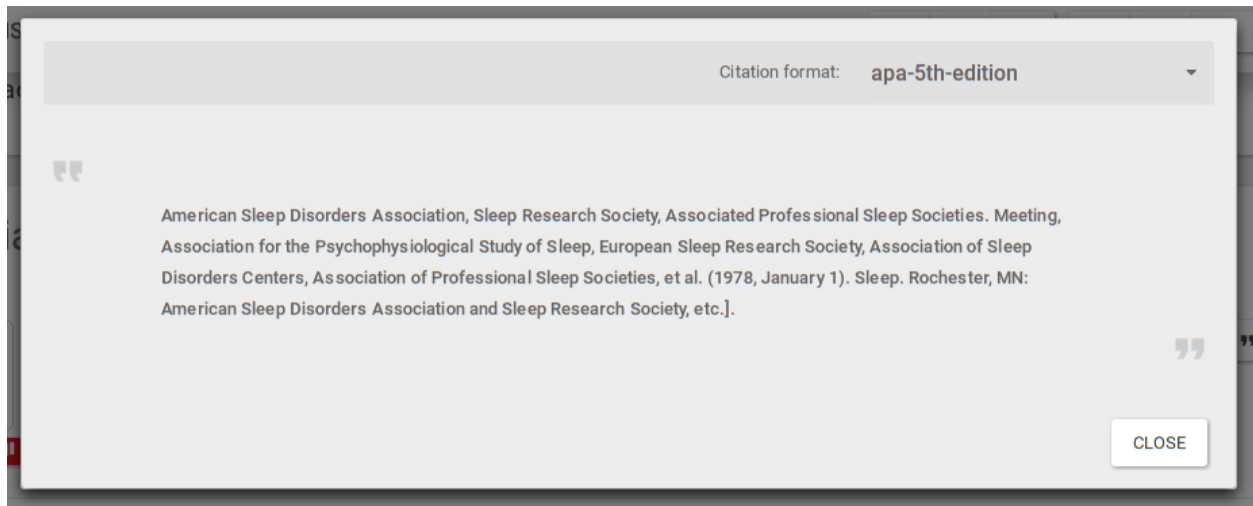 Citation format: apa-5th-edition
American Sleep Disorders Association, Sleep Research Society, Associated Professional Sleep Societies. Meeting,
Association for the Psychophysiological Study of Sleep, European Sleep Research Society, Association of Sleep
Disorders Centers, Association of Professional Sleep Societies, et al. (1978, January 1). Sleep. Rochester, MN:
American Sleep Disorders Association and Sleep Research Society, etc.].
CLOSE